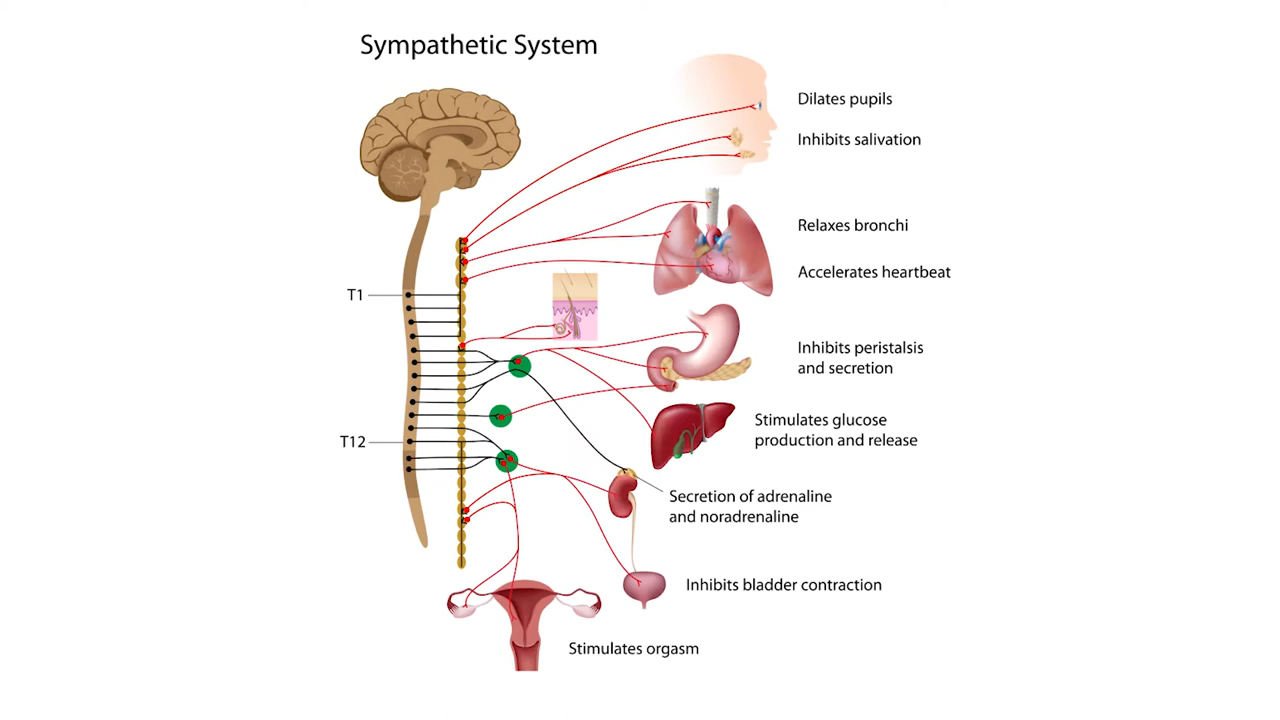 Sympathetic System
Dilates pupils
Inhibits salivation
Relaxes bronchi
Accelerates heartbeat
T1
Inhibits peristalsis
and secretion
Stimulates glucose
production and release
T12
Secretion of adrenaline
and noradrenaline
Inhibits bladder contraction
Stimulates orgasm